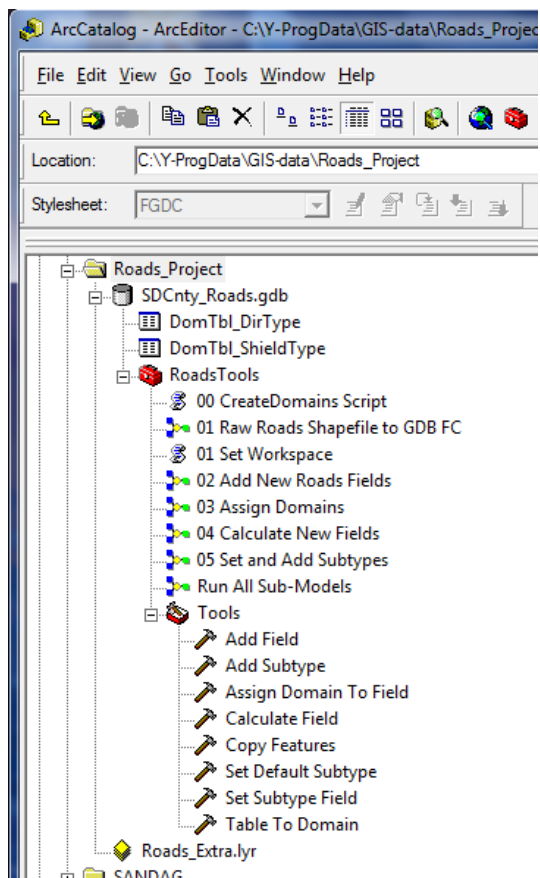 ArcCatalog - ArcEditor - C:\Y-ProgData\GIS-data\Roads_Projec
File Edit View Go Tools Window Help
Location: C:\Y-ProgData\GIS-data\Roads_Project
Stylesheet: FGDC
Roads_Project
SDCnty_Roads.gdb
DomTbl_DirType
DomTbl_ShieldType
RoadsTools
00 CreateDomains Script
01 Raw Roads Shapefile to GDB FC
01 Set Workspace
02 Add New Roads Fields
03 Assign Domains
04 Calculate New Fields
05 Set and Add Subtypes
Run All Sub-Models
Tools
Add Field
Add Subtype
Assign Domain To Field
Calculate Field
Copy Features
Set Default Subtype
Set Subtype Field
Table To Domain
Roads_Extra.lyr
SANDAG